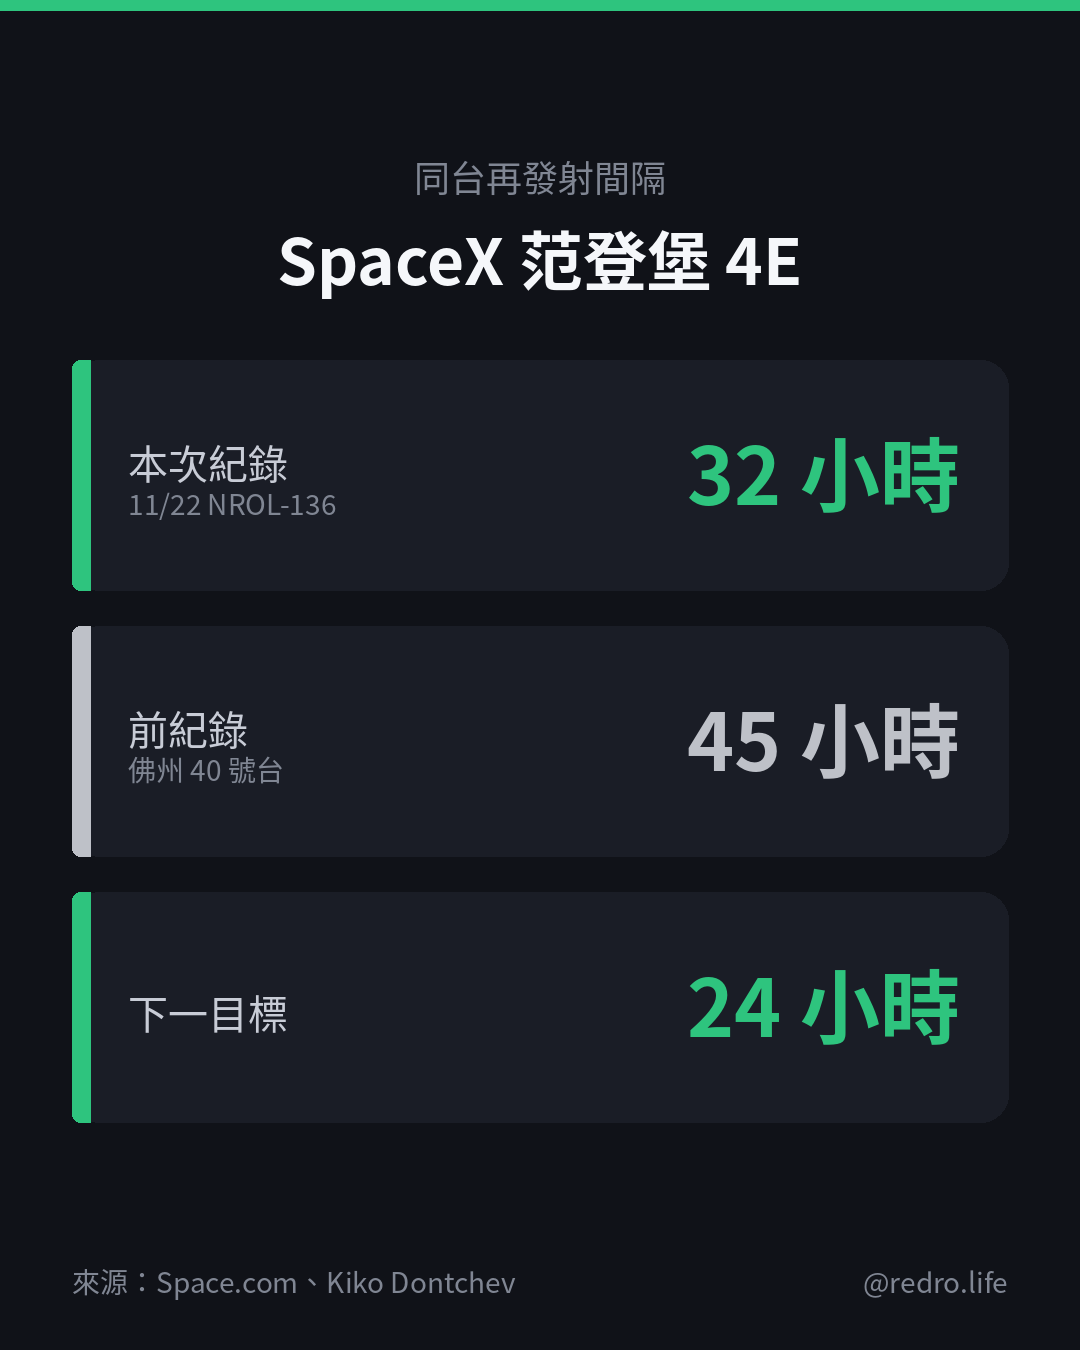 同台再發射間隔
SpaceX 范登堡 4E
本次紀錄
11/22 NROL-136
32 小時
前紀錄
佛州 40 號台
45 小時
下一目標
24 小時
來源：Space.com、Kiko Dontchev
@redro.life